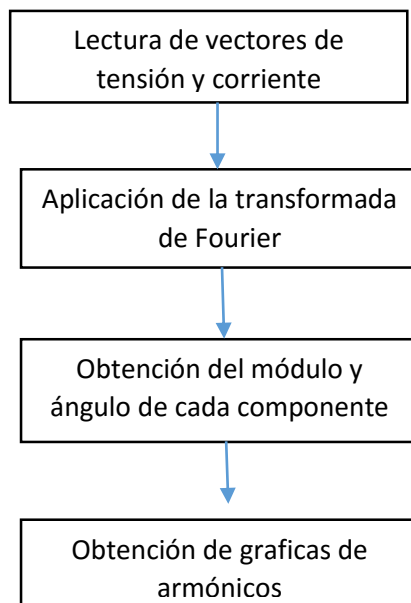 Lectura de vectores de
tensión y corriente
Aplicación de la transformada
de Fourier
Obtención del módulo y
ángulo de cada componente
Obtención de graficas de
armónicos